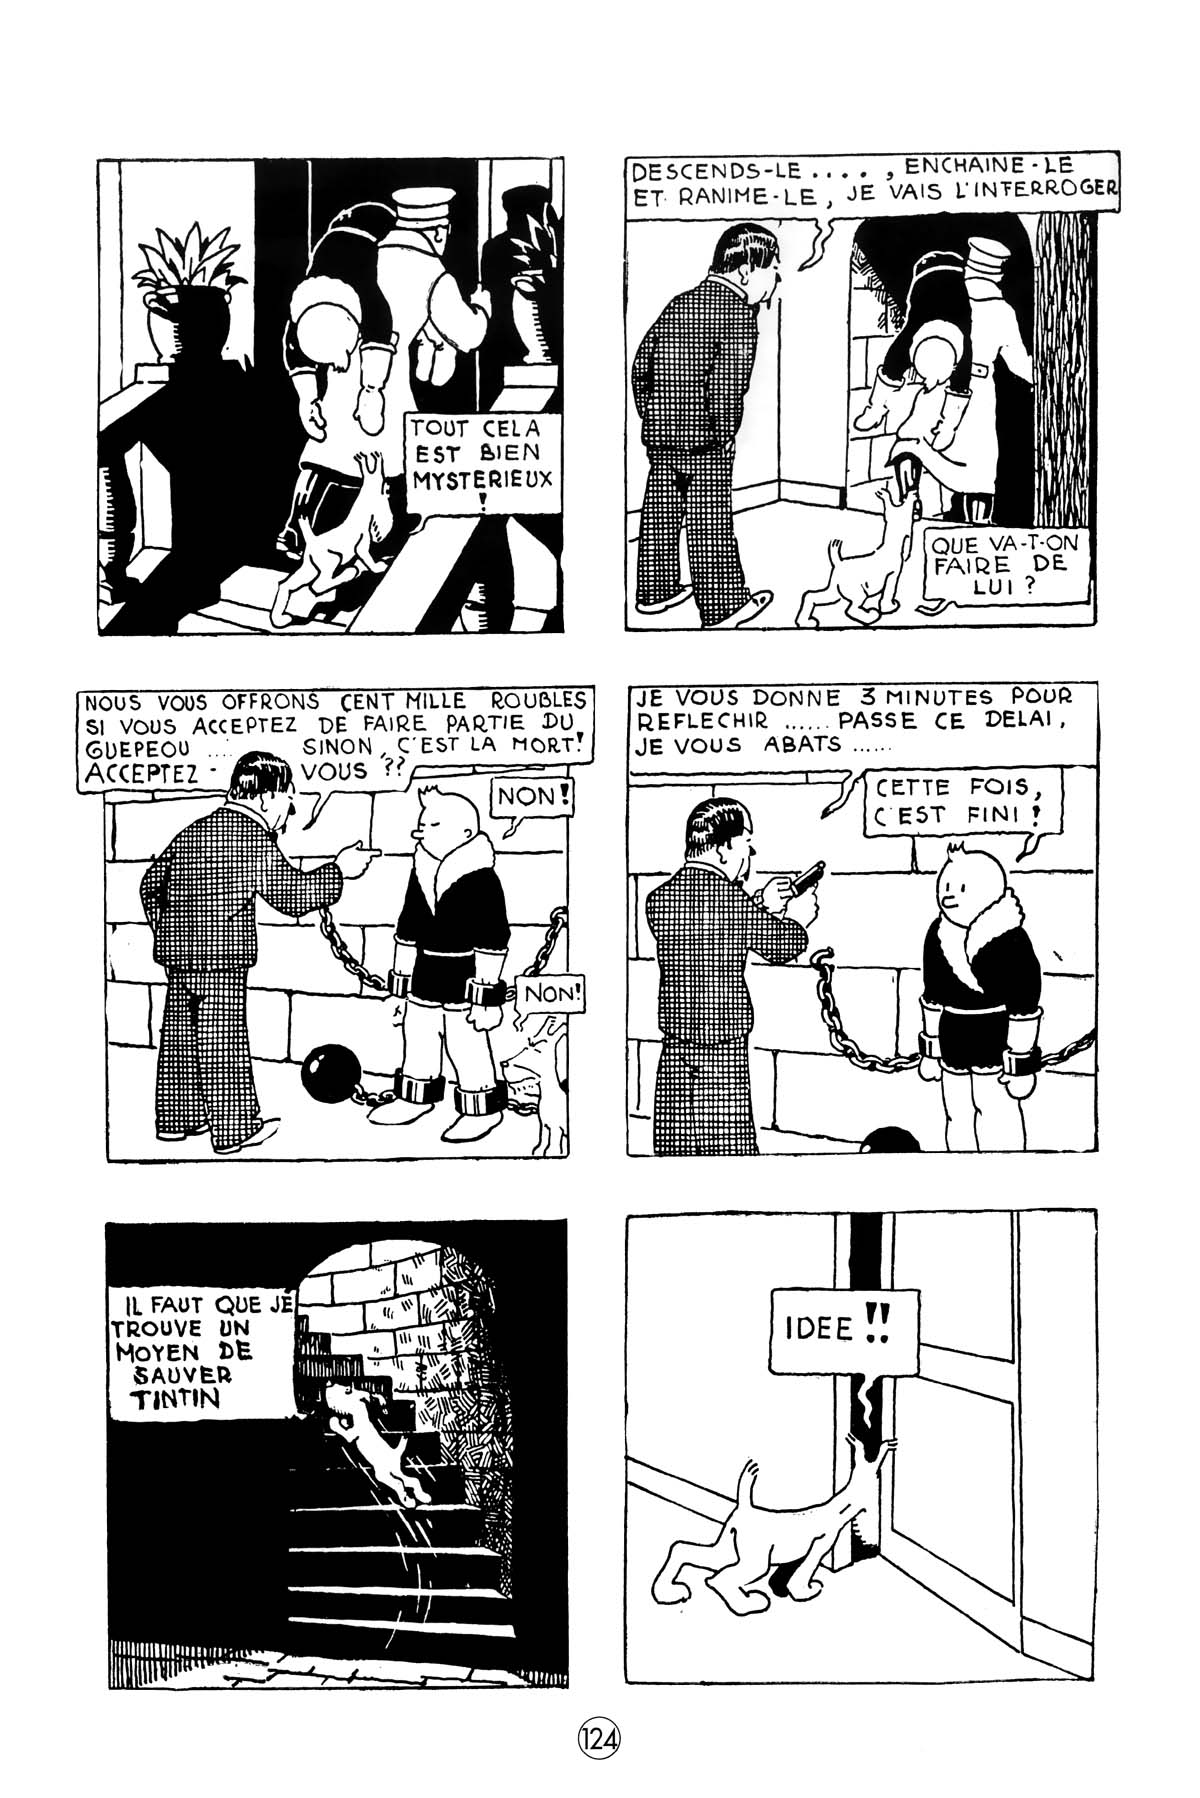 TOUT CELA
EST BIEN
MYSTERIEUX
!
DESCENDS-LE ...., ENCHAINE-LE
ET RANIME-LE, JE VAIS L'INTERROGER
QUE VA-T-ON
FAIRE DE
LUI ?
NOUS VOUS OFFRONS CENT MILLE ROUBLES
SI VOUS ACCEPTEZ DE FAIRE PARTIE DU
GUEPEOU .... SINON, C'EST LA MORT!
ACCEPTEZ - VOUS ??
NON!
NON!
JE VOUS DONNE 3 MINUTES POUR
REFLECHIR ...... PASSE CE DELAI,
JE VOUS ABATS ......
CETTE FOIS,
C'EST FINI !
IL FAUT QUE JE
TROUVE UN
MOYEN DE
SAUVER
TINTIN
IDEE !!
124